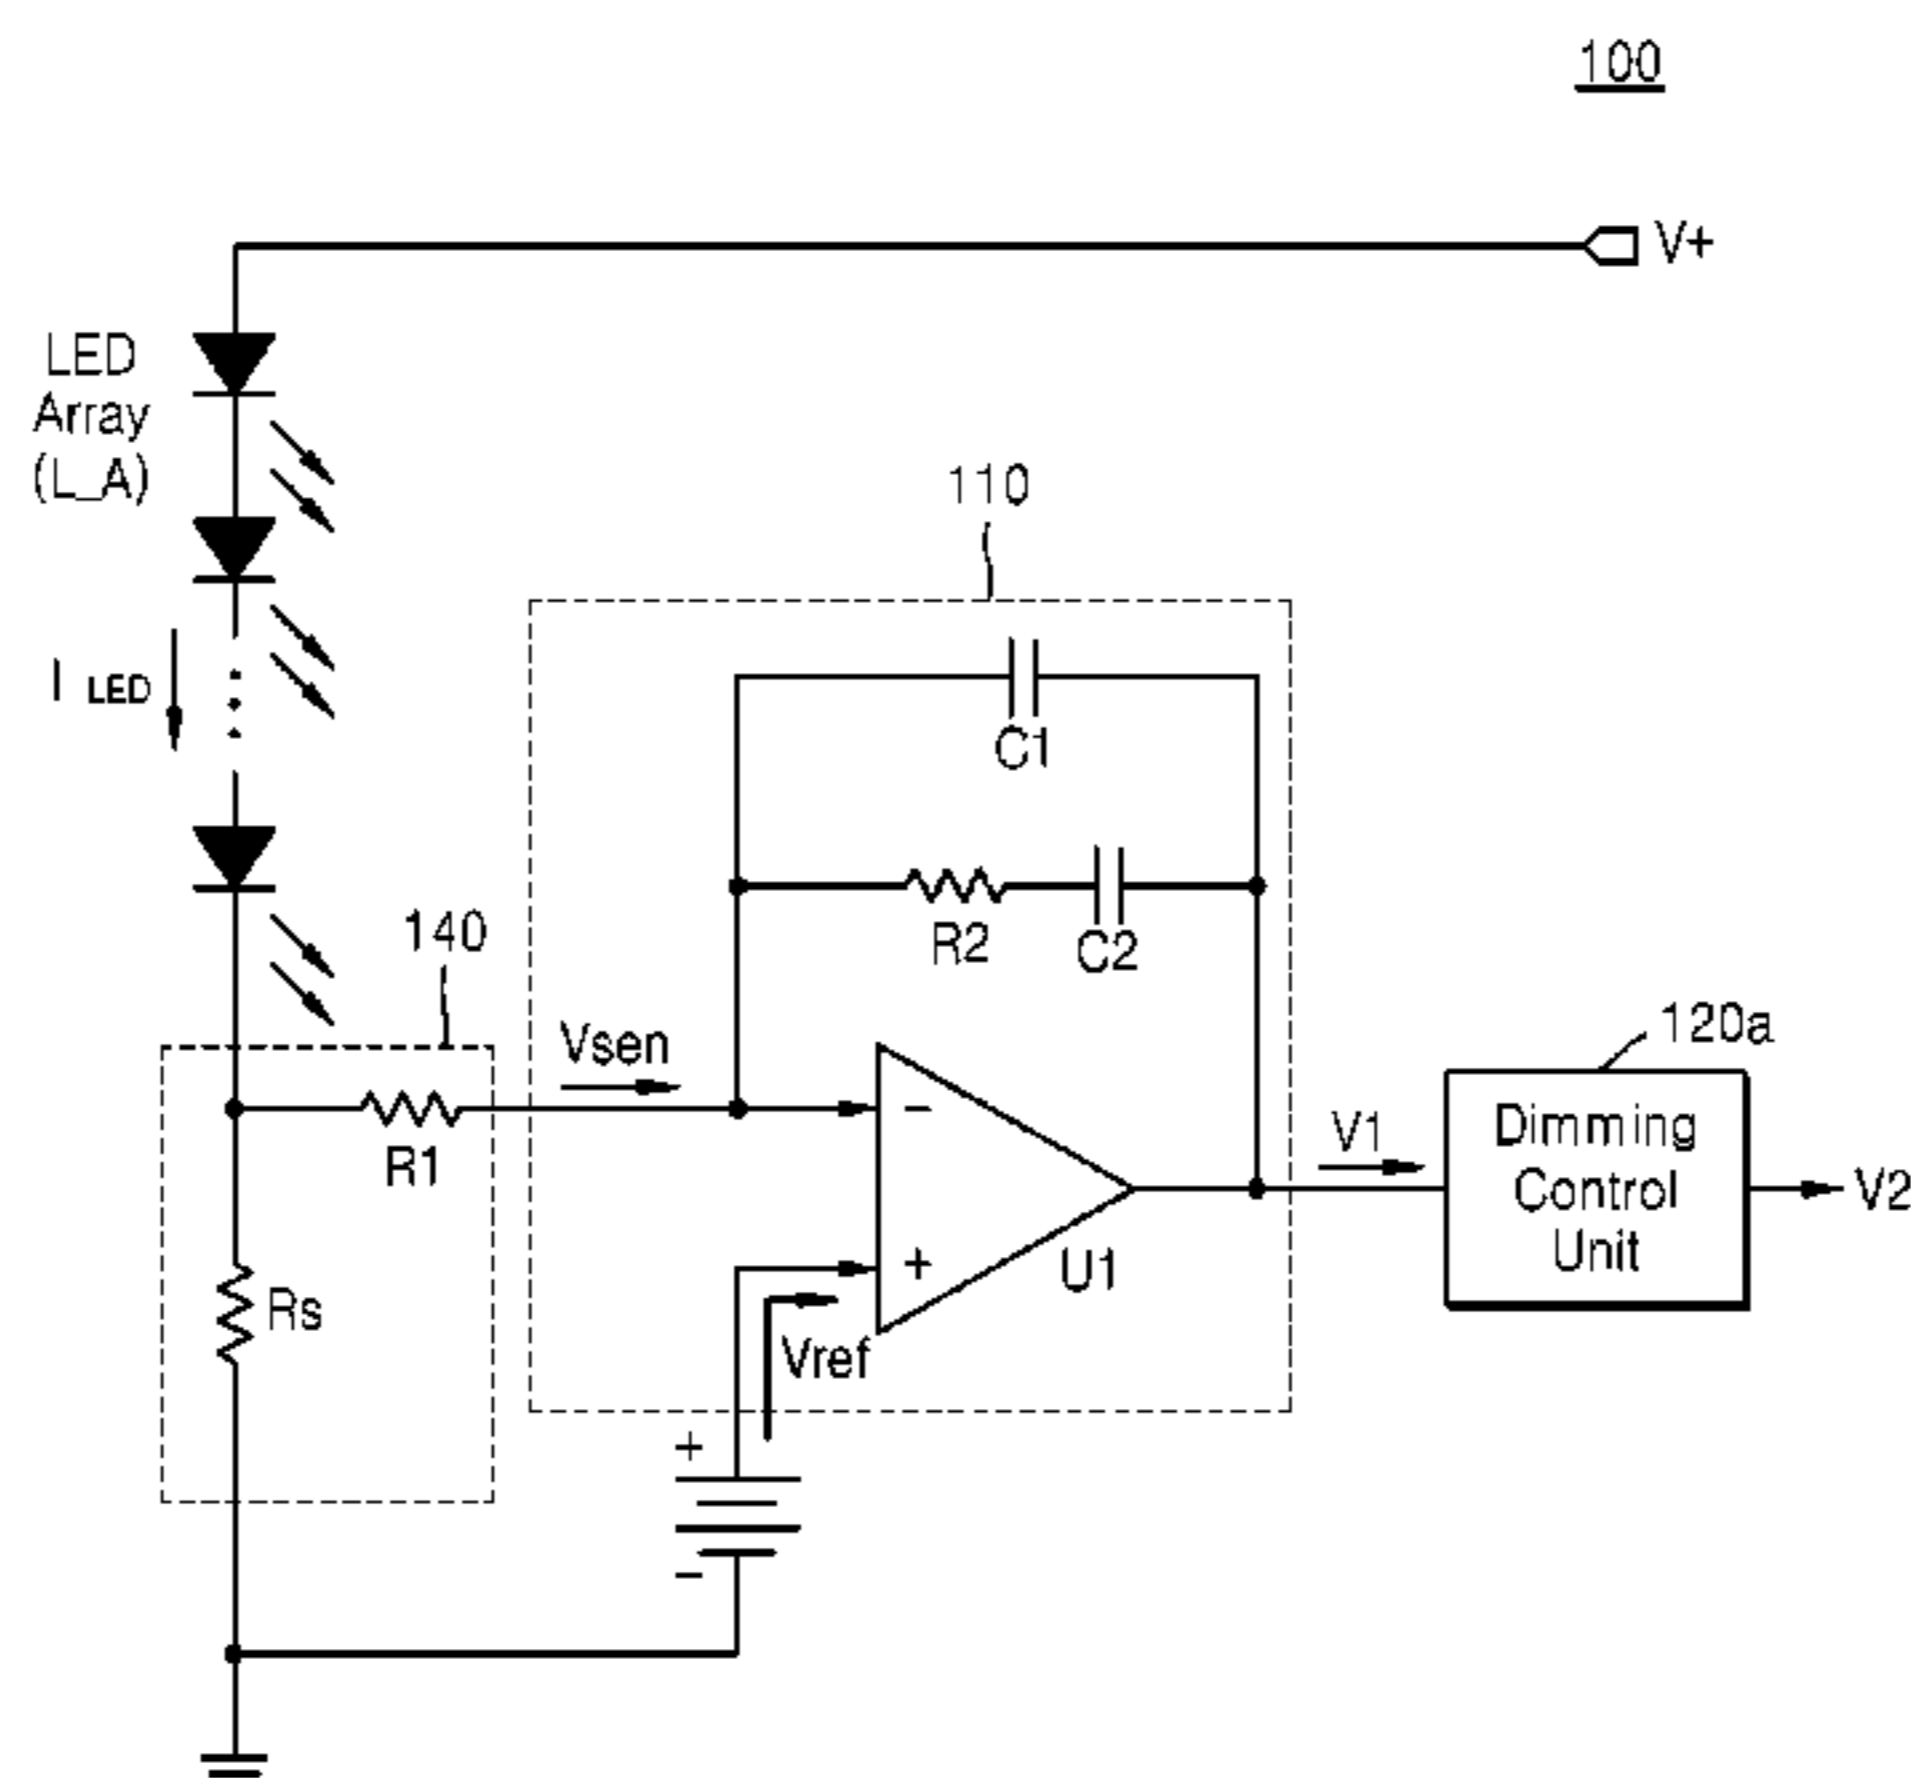 100
V+
LED
Array
(L_A)
110
I LED
C1
R2
C2
140
Vsen
120a
R1
−
V1
Dimming
Control
Unit
V2
+
U1
Rs
Vref
+
−